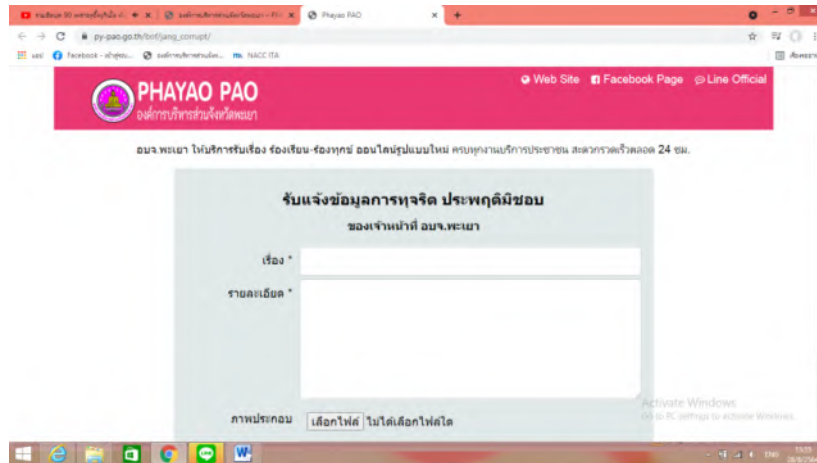 Phayao PAO
py-pao.go.th/bof/jang_corrupt/
NACC ITA
PHAYAO PAO
องค์การบริหารส่วนจังหวัดพะเยา
Web Site Facebook Page Line Official
อบจ.พะเยา ให้บริการรับเรื่อง ร้องเรียน-ร้องทุกข์ ออนไลน์รูปแบบใหม่ ครบทุกงานบริการประชาชน สะดวกรวดเร็วตลอด 24 ชม.
รับแจ้งข้อมูลการทุจริต ประพฤติมิชอบ
ของเจ้าหน้าที่ อบจ.พะเยา
เรื่อง *
รายละเอียด *
ภาพประกอบ เลือกไฟล์ ไม่ได้เลือกไฟล์ใด
Activate Windows
Go to PC settings to activate Windows.
ENG